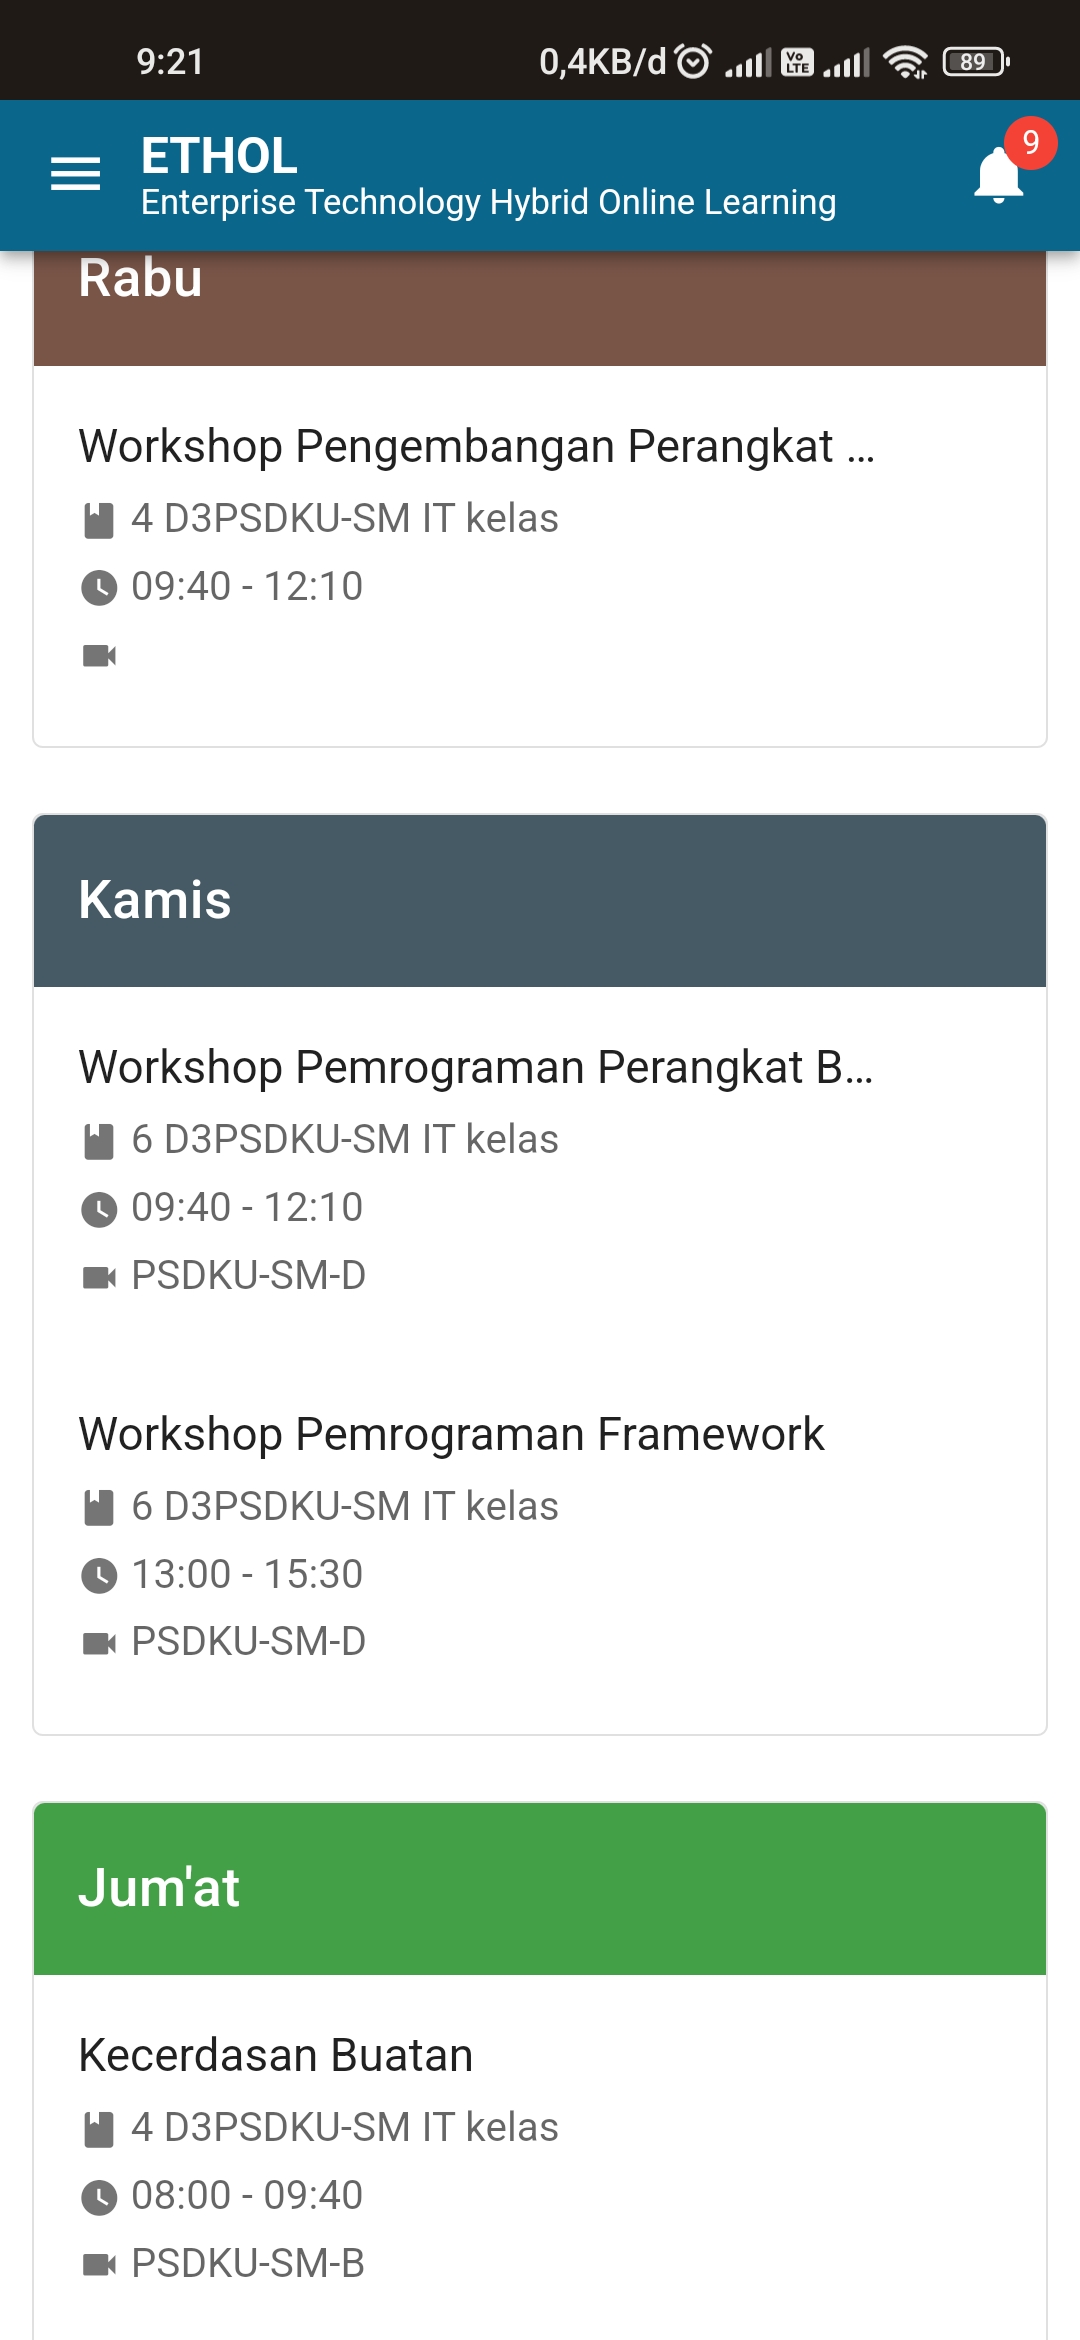 9:21 0,4KB/d Vo LTE 89
ETHOL 9
Enterprise Technology Hybrid Online Learning
Rabu
Workshop Pengembangan Perangkat ...
4 D3PSDKU-SM IT kelas
09:40 - 12:10
Kamis
Workshop Pemrograman Perangkat B...
6 D3PSDKU-SM IT kelas
09:40 - 12:10
PSDKU-SM-D
Workshop Pemrograman Framework
6 D3PSDKU-SM IT kelas
13:00 - 15:30
PSDKU-SM-D
Jum'at
Kecerdasan Buatan
4 D3PSDKU-SM IT kelas
08:00 - 09:40
PSDKU-SM-B